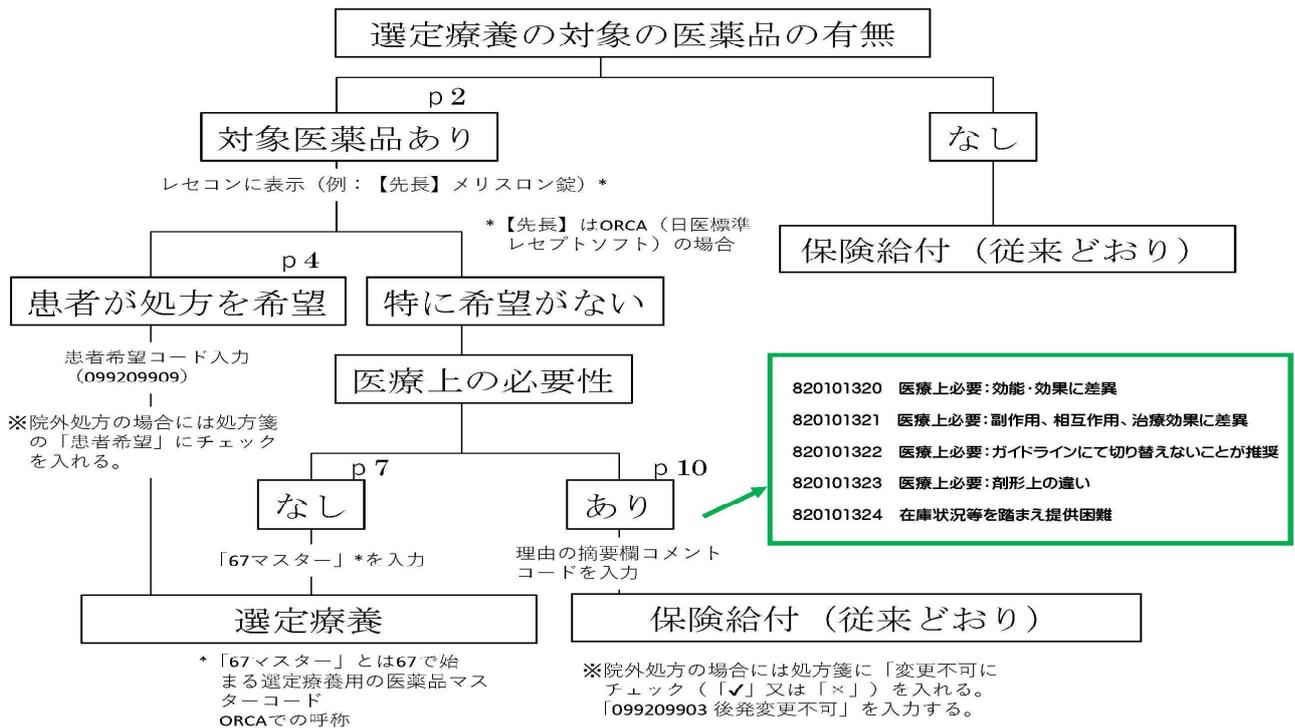 選定療養の対象の医薬品の有無
p 2
対象医薬品あり
なし
レセコンに表示（例：【先長】メリスロン錠）*
*【先長】はORCA（日医標準
レセプトソフト）の場合
保険給付（従来どおり）
p 4
患者が処方を希望
特に希望がない
患者希望コード入力
（099209909）
医療上の必要性
※院外処方の場合には処方箋
の「患者希望」にチェック
を入れる。
820101320 医療上必要：効能・効果に差異
820101321 医療上必要：副作用、相互作用、治療効果に差異
820101322 医療上必要：ガイドラインにて切り替えないことが推奨
820101323 医療上必要：剤形上の違い
820101324 在庫状況等を踏まえ提供困難
p 7
p 10
なし
あり
「67マスター」*を入力
理由の摘要欄コメント
コードを入力
選定療養
保険給付（従来どおり）
*「67マスター」とは67で始
まる選定療養用の医薬品マス
ターコード
ORCAでの呼称
※院外処方の場合には処方箋に「変更不可に
チェック（「✓」又は「×」）を入れる。
「099209903 後発変更不可」を入力する。